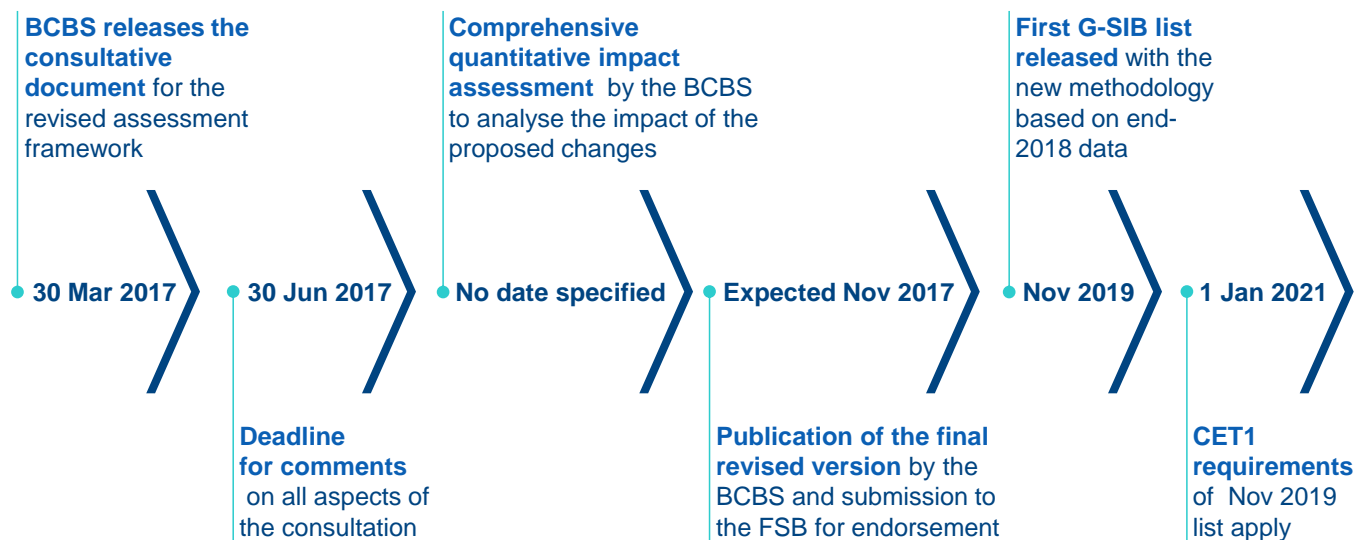 BCBS releases the
consultative
document for the
revised assessment
framework
Comprehensive
quantitative impact
assessment by the BCBS
to analyse the impact of the
proposed changes
First G-SIB list
released with the
new methodology
based on end-
2018 data
30 Mar 2017
30 Jun 2017
No date specified
Expected Nov 2017
Nov 2019
1 Jan 2021
Deadline
for comments
on all aspects of
the consultation
Publication of the final
revised version by the
BCBS and submission to
the FSB for endorsement
CET1
requirements
of Nov 2019
list apply